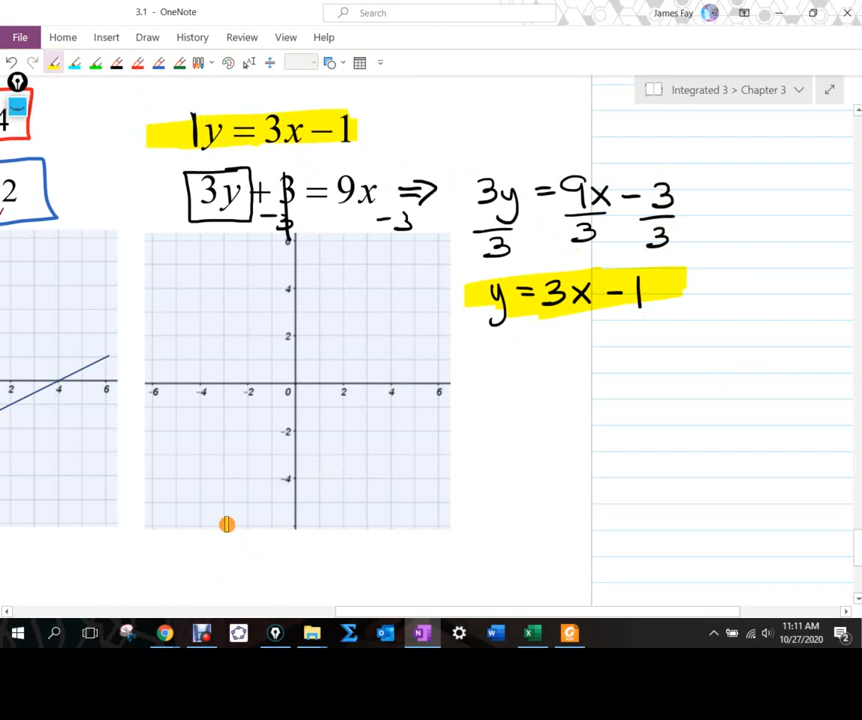 3.1 - OneNote
Search
James Fay
File Home Insert Draw History Review View Help
Integrated 3 > Chapter 3
4
1y = 3x − 1
2
3y + 3 = 9x ⇒ 3y = 9x − 3
−3 −3 3 3 3
y = 3x − 1
6
4
2
2 4 6
-6 -4 -2 0 2 4 6
-2
-4
11:11 AM
10/27/2020
2